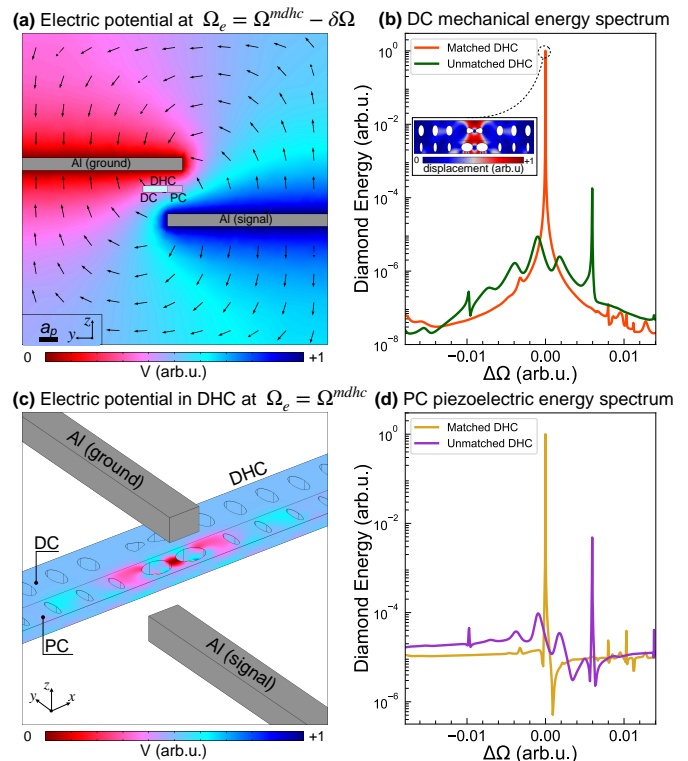 (a) Electric potential at Ω_e = Ω^mdhc − δΩ
Al (ground)
DHC
DC PC
Al (signal)
a_p
z
y
0 +1
V (arb.u.)
(b) DC mechanical energy spectrum
Matched DHC
Unmatched DHC
0 +1
displacement (arb.u)
Diamond Energy (arb.u.)
10^0
10^−2
10^−4
10^−6
10^−8
−0.01 0.00 0.01
ΔΩ (arb.u.)
(c) Electric potential in DHC at Ω_e = Ω^mdhc
Al (ground)
DHC
DC
PC
Al (signal)
z
y x
0 +1
V (arb.u.)
(d) PC piezoelectric energy spectrum
Matched DHC
Unmatched DHC
Diamond Energy (arb.u.)
10^0
10^−2
10^−4
10^−6
−0.01 0.00 0.01
ΔΩ (arb.u.)